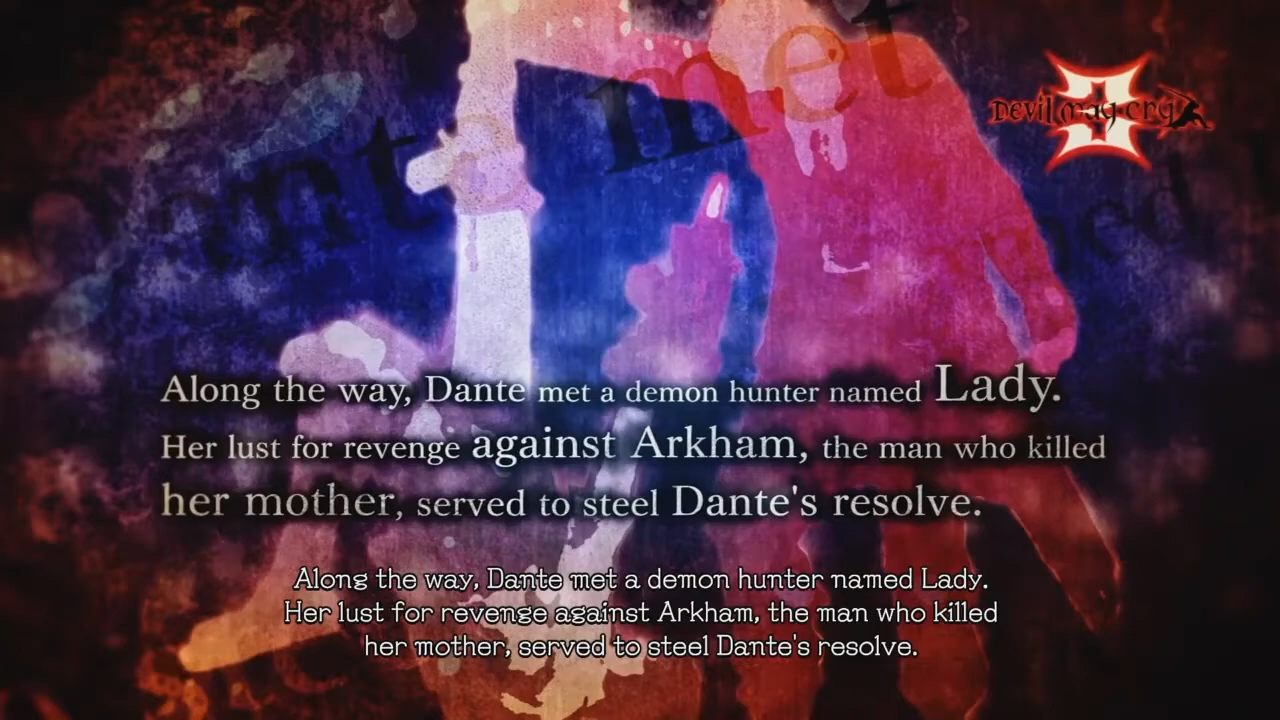 met
Devil may cry
3
Along the way, Dante met a demon hunter named Lady.
Her lust for revenge against Arkham, the man who killed
her mother, served to steel Dante's resolve.
Along the way, Dante met a demon hunter named Lady.
Her lust for revenge against Arkham, the man who killed
her mother, served to steel Dante's resolve.